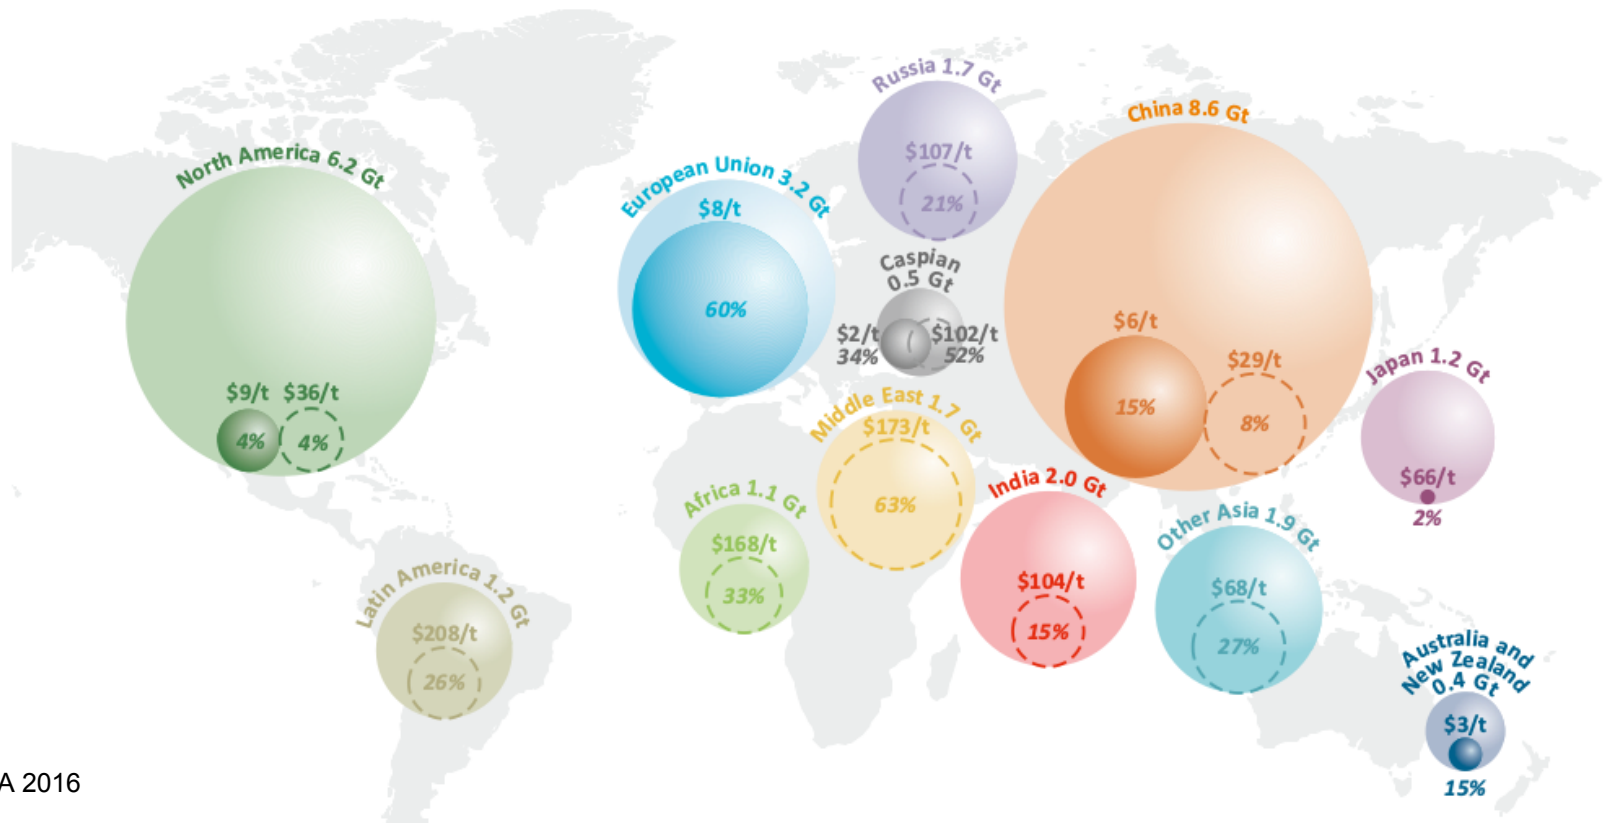 North America 6.2 Gt
$9/t
$36/t
4%
4%
Latin America 1.2 Gt
$208/t
26%
European Union 3.2 Gt
$8/t
60%
Russia 1.7 Gt
$107/t
21%
Caspian
0.5 Gt
$2/t
34%
$102/t
52%
Middle East 1.7 Gt
$173/t
63%
Africa 1.1 Gt
$168/t
33%
India 2.0 Gt
$104/t
15%
China 8.6 Gt
$6/t
15%
$29/t
8%
Other Asia 1.9 Gt
$68/t
27%
Japan 1.2 Gt
$66/t
2%
Australia and
New Zealand
0.4 Gt
$3/t
15%
A 2016